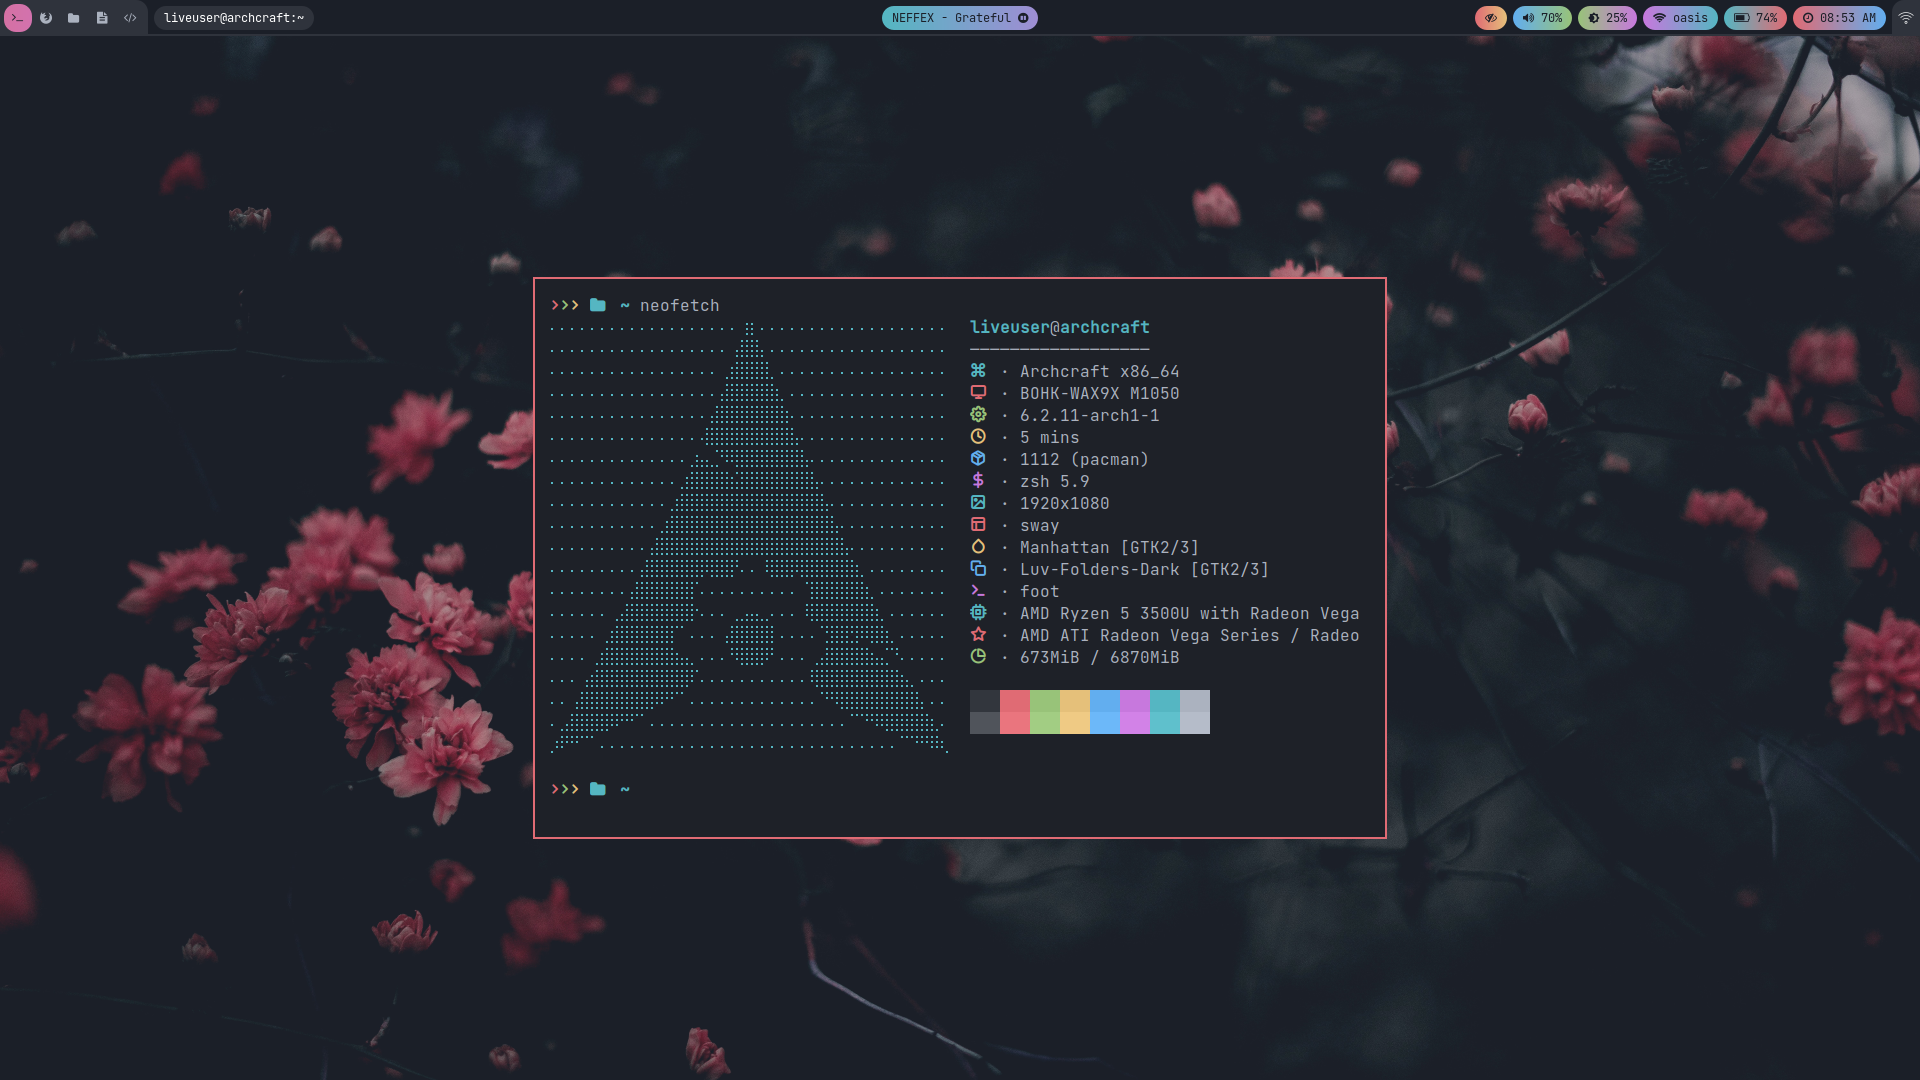 liveuser@archcraft:~
NEFFEX - Grateful
70%
25%
oasis
74%
08:53 AM
~ neofetch
liveuser@archcraft
· Archcraft x86_64
· BOHK-WAX9X M1050
· 6.2.11-arch1-1
· 5 mins
· 1112 (pacman)
· zsh 5.9
· 1920x1080
· sway
· Manhattan [GTK2/3]
· Luv-Folders-Dark [GTK2/3]
· foot
· AMD Ryzen 5 3500U with Radeon Vega
· AMD ATI Radeon Vega Series / Radeo
· 673MiB / 6870MiB
~